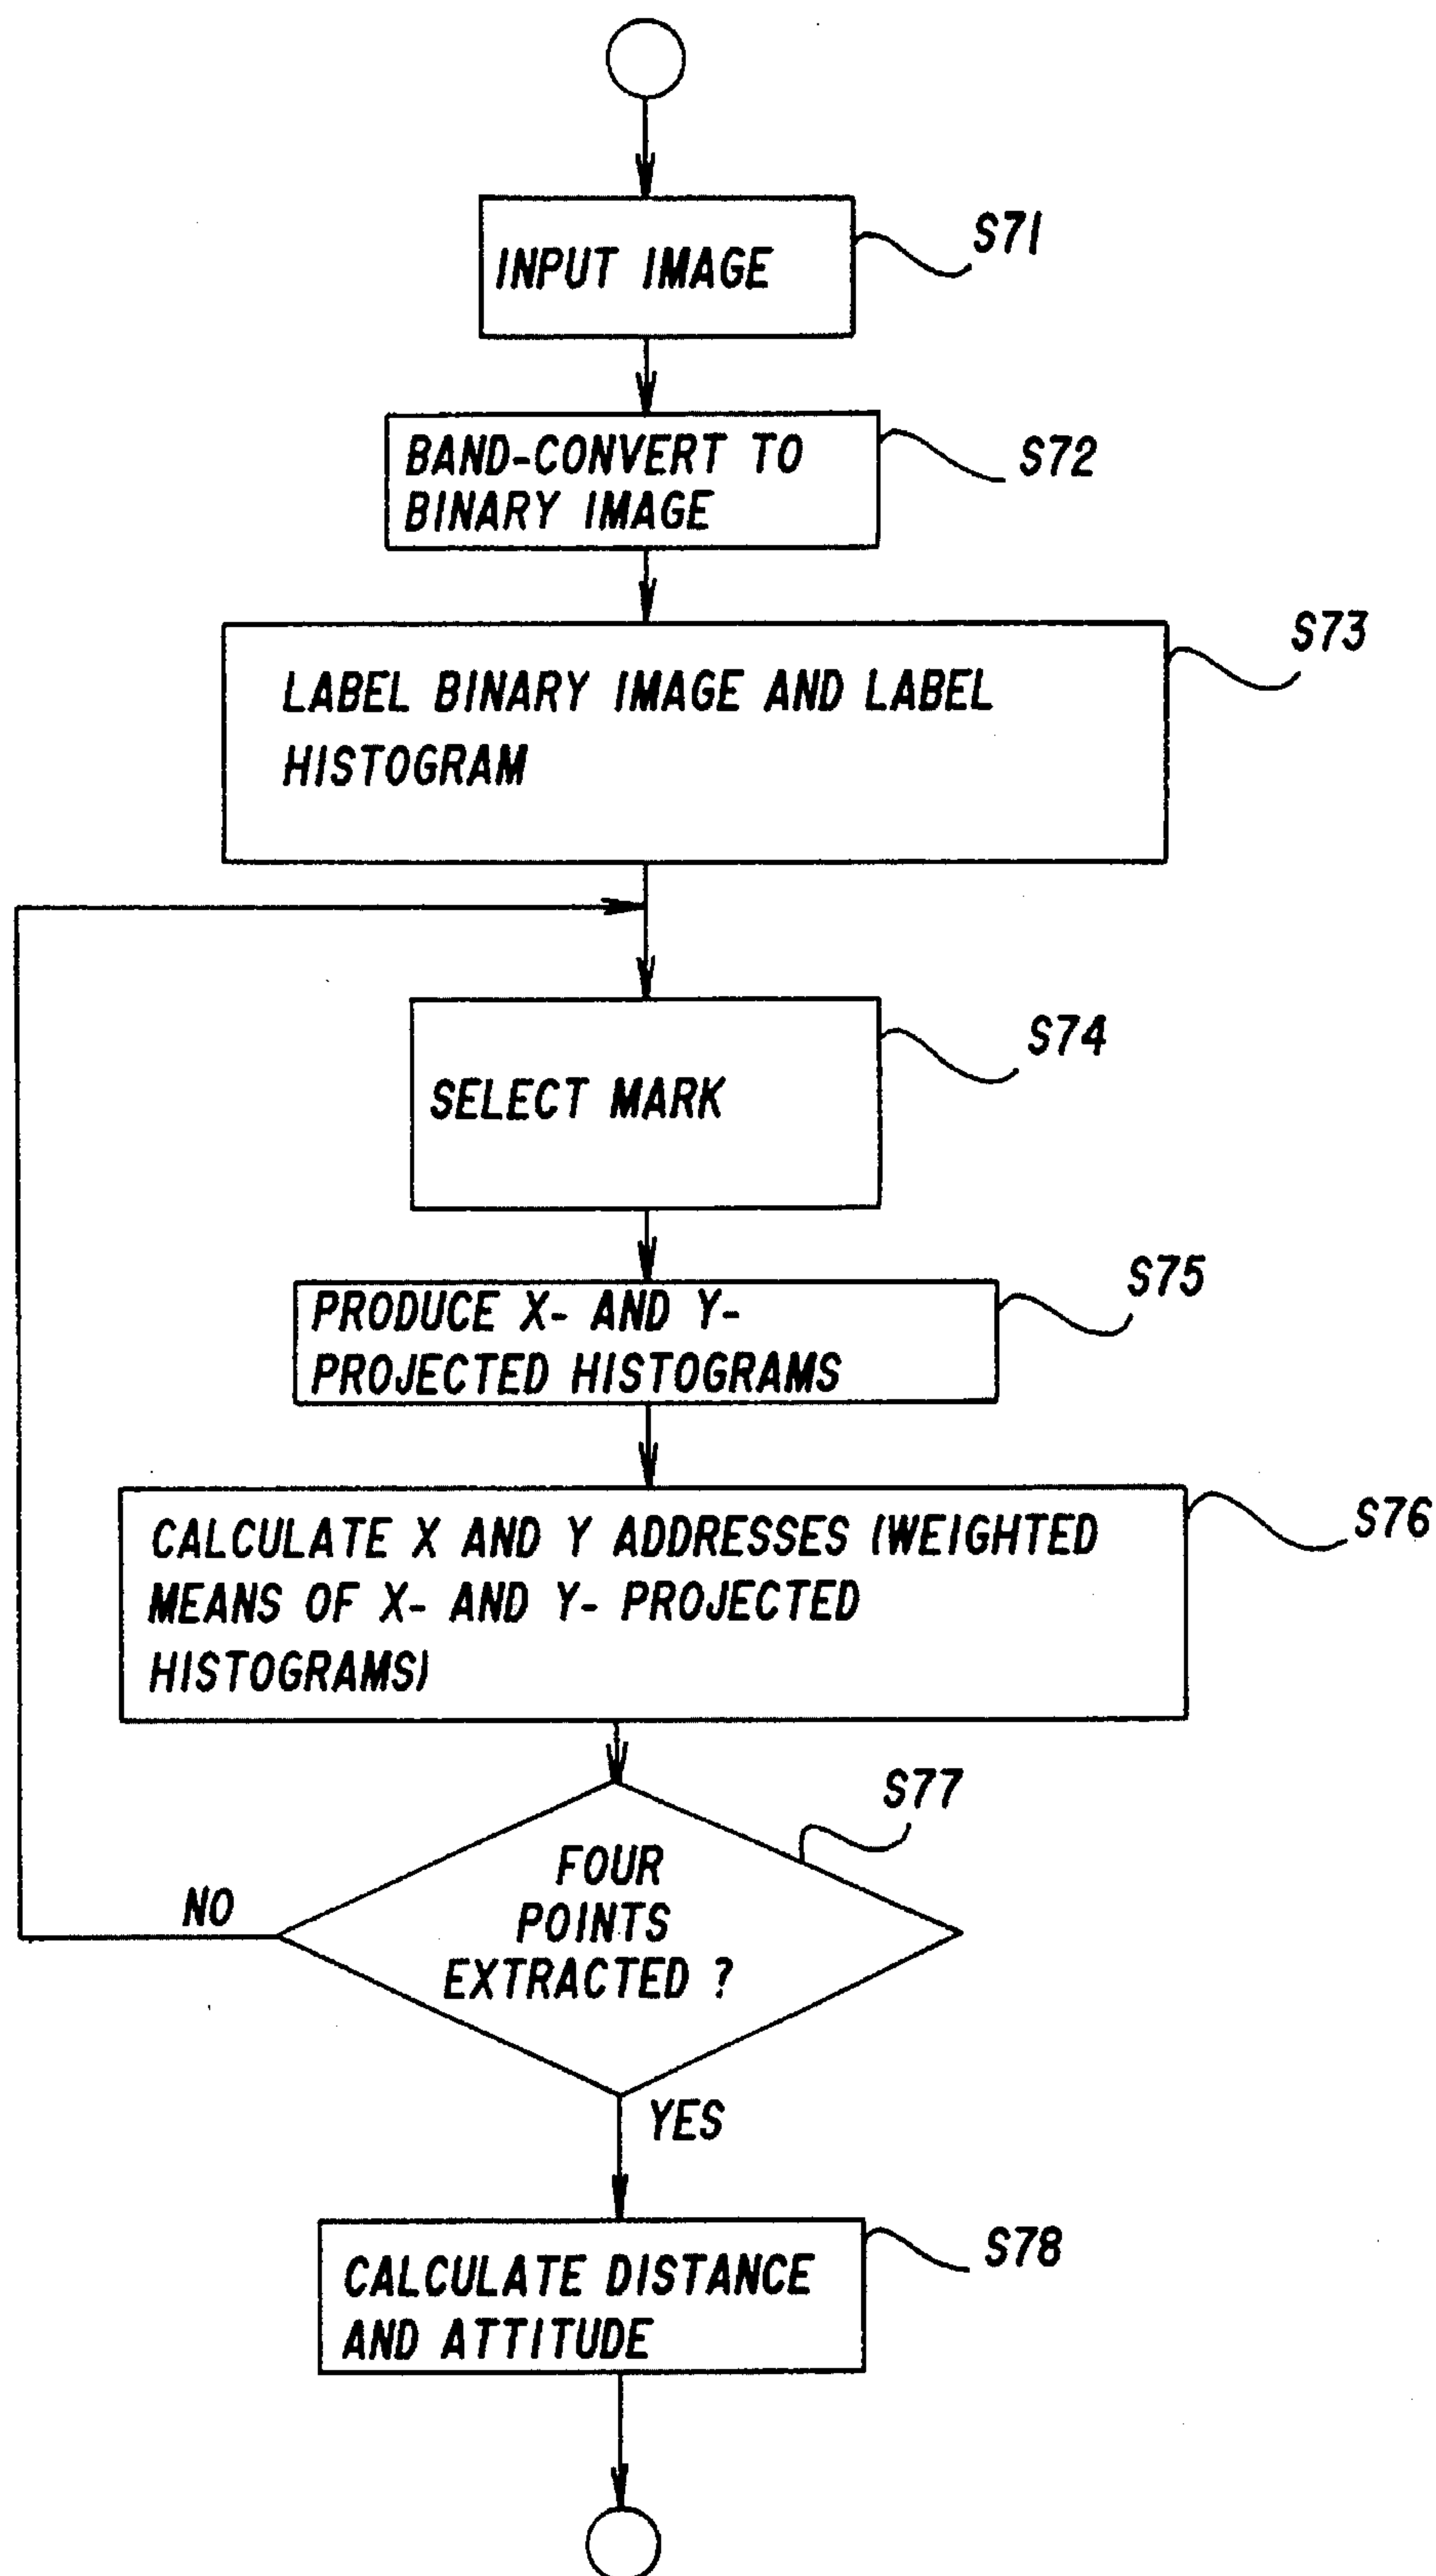 INPUT IMAGE
S71
BAND-CONVERT TO
BINARY IMAGE
S72
LABEL BINARY IMAGE AND LABEL
HISTOGRAM
S73
SELECT MARK
S74
PRODUCE X- AND Y-
PROJECTED HISTOGRAMS
S75
CALCULATE X AND Y ADDRESSES (WEIGHTED
MEANS OF X- AND Y- PROJECTED
HISTOGRAMS)
S76
FOUR
POINTS
EXTRACTED ?
S77
NO
YES
CALCULATE DISTANCE
AND ATTITUDE
S78